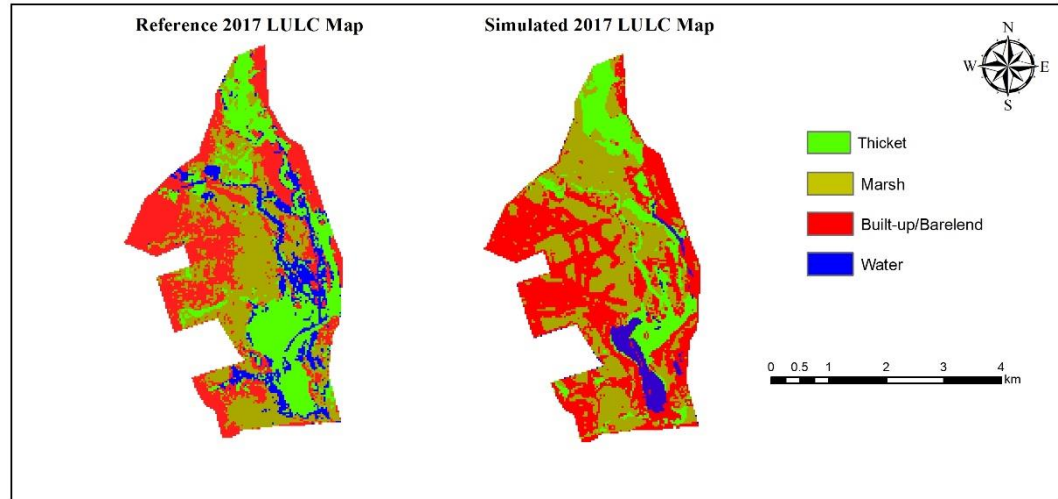 Reference 2017 LULC Map
Simulated 2017 LULC Map
N
W E
S
Thicket
Marsh
Built-up/Barelend
Water
0 0.5 1 2 3 4
km